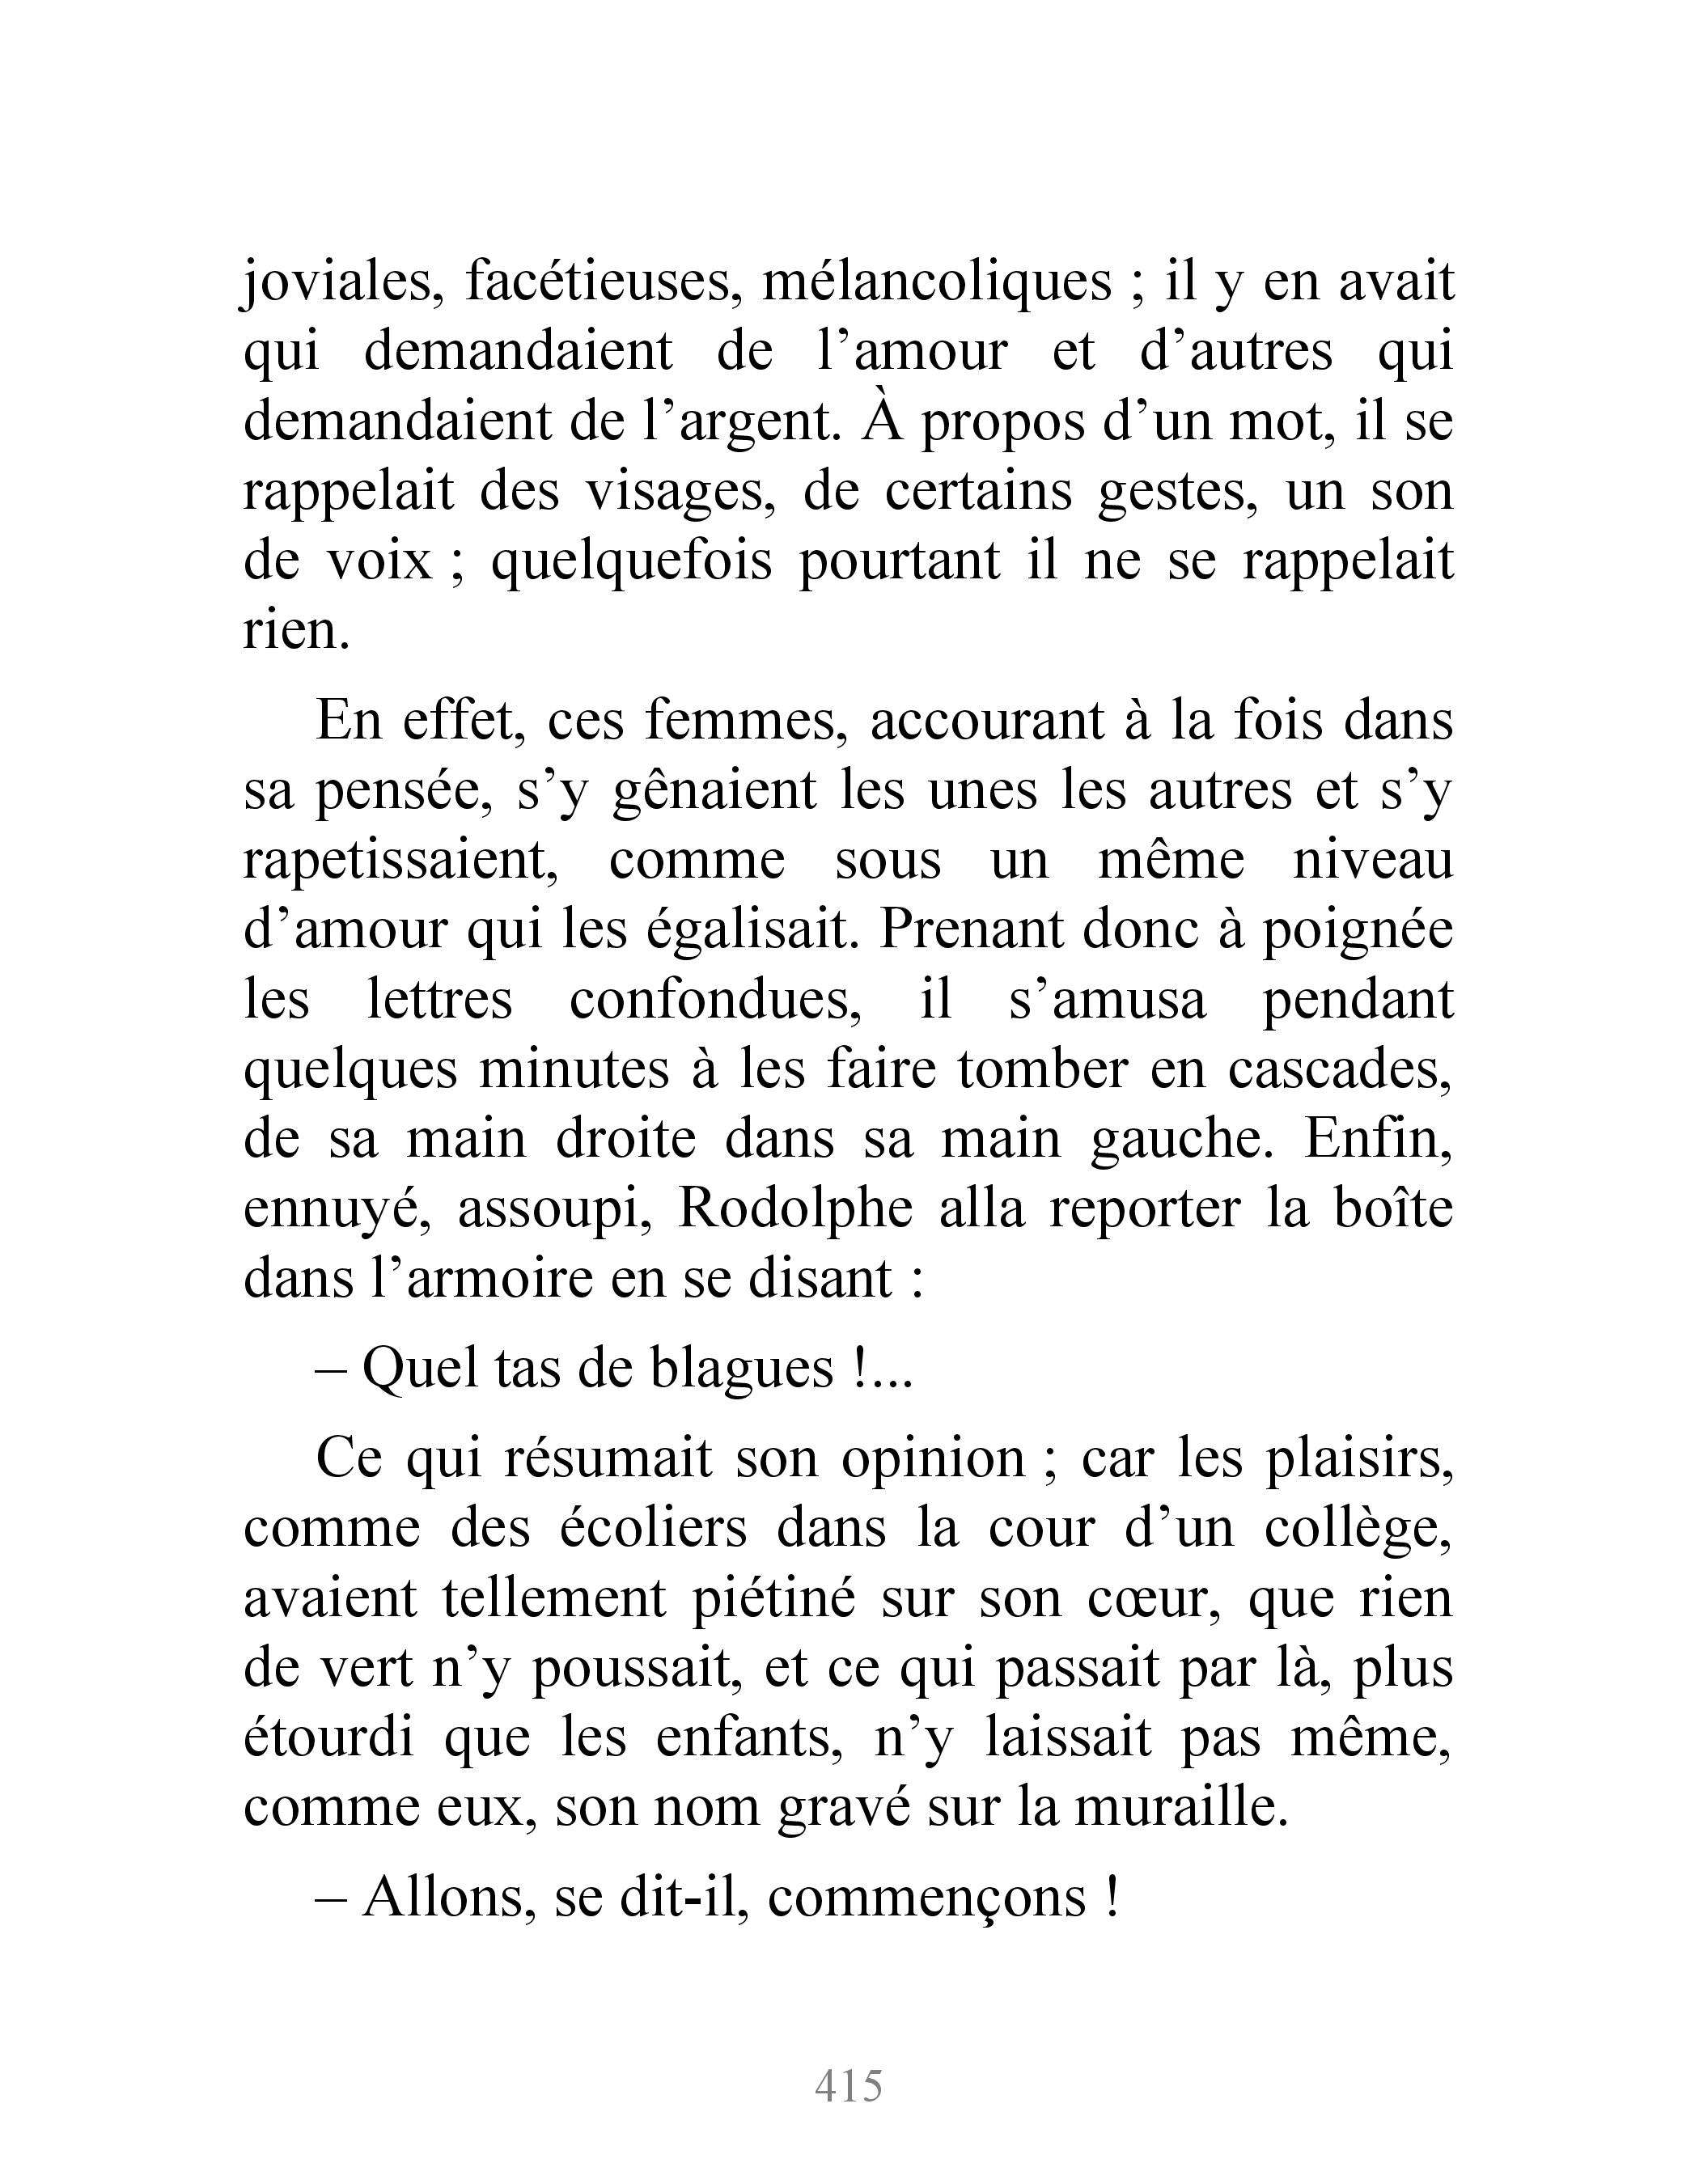 joviales, facétieuses, mélancoliques ; il y en avait
qui demandaient de l’amour et d’autres qui
demandaient de l’argent. À propos d’un mot, il se
rappelait des visages, de certains gestes, un son
de voix ; quelquefois pourtant il ne se rappelait
rien.
En effet, ces femmes, accourant à la fois dans
sa pensée, s’y gênaient les unes les autres et s’y
rapetissaient, comme sous un même niveau
d’amour qui les égalisait. Prenant donc à poignée
les lettres confondues, il s’amusa pendant
quelques minutes à les faire tomber en cascades,
de sa main droite dans sa main gauche. Enfin,
ennuyé, assoupi, Rodolphe alla reporter la boîte
dans l’armoire en se disant :
– Quel tas de blagues !...
Ce qui résumait son opinion ; car les plaisirs,
comme des écoliers dans la cour d’un collège,
avaient tellement piétiné sur son cœur, que rien
de vert n’y poussait, et ce qui passait par là, plus
étourdi que les enfants, n’y laissait pas même,
comme eux, son nom gravé sur la muraille.
– Allons, se dit-il, commençons !
415